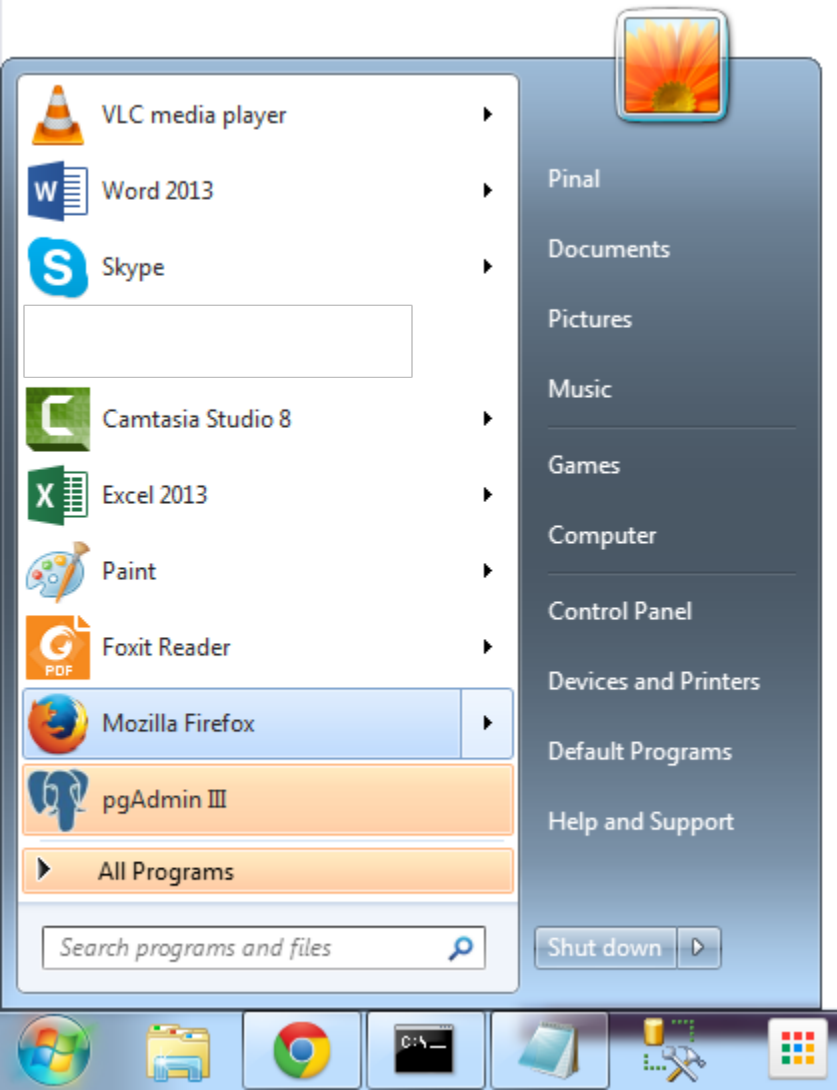 VLC media player
Word 2013
Skype
Camtasia Studio 8
Excel 2013
Paint
PDF
Foxit Reader
Mozilla Firefox
pgAdmin III
All Programs
Search programs and files
Pinal
Documents
Pictures
Music
Games
Computer
Control Panel
Devices and Printers
Default Programs
Help and Support
Shut down
C:\_